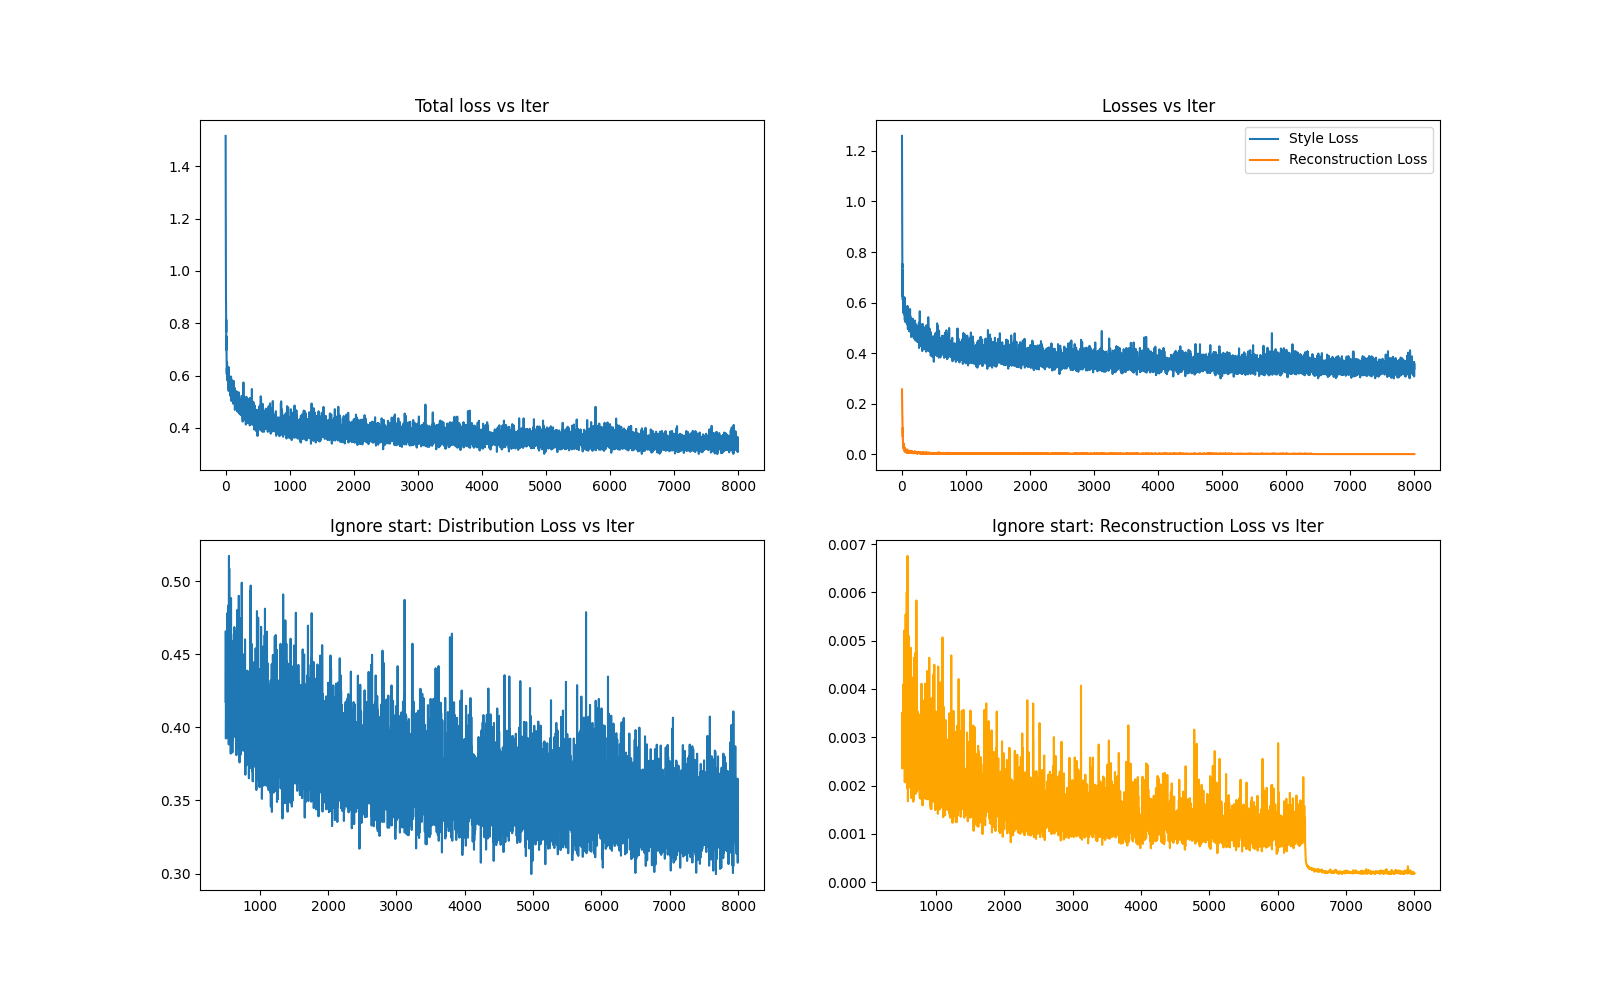 Total loss vs Iter
1.4
1.2
1.0
0.8
0.6
0.4
0 1000 2000 3000 4000 5000 6000 7000 8000
Losses vs Iter
Style Loss
Reconstruction Loss
1.2
1.0
0.8
0.6
0.4
0.2
0.0
0 1000 2000 3000 4000 5000 6000 7000 8000
Ignore start: Distribution Loss vs Iter
0.50
0.45
0.40
0.35
0.30
1000 2000 3000 4000 5000 6000 7000 8000
Ignore start: Reconstruction Loss vs Iter
0.007
0.006
0.005
0.004
0.003
0.002
0.001
0.000
1000 2000 3000 4000 5000 6000 7000 8000